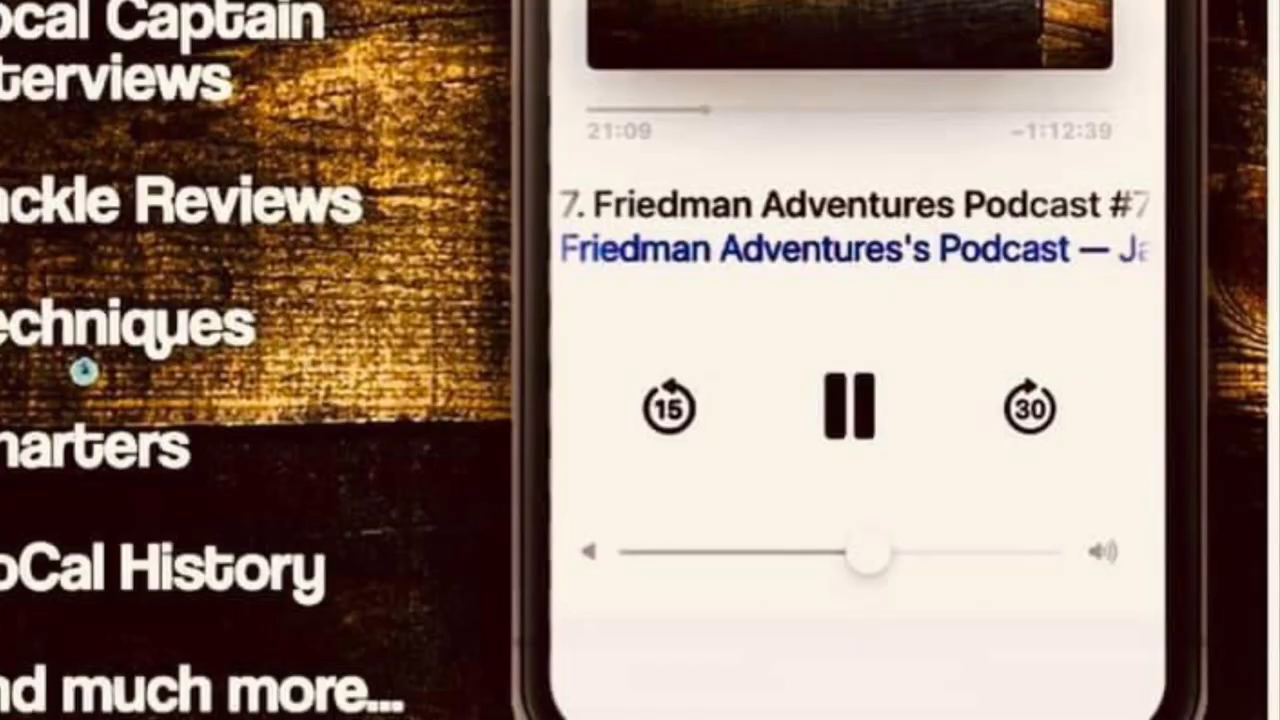 ocal Captain
terviews
ackle Reviews
echniques
harters
oCal History
nd much more...
21:09
-1:12:39
7. Friedman Adventures Podcast #7
Friedman Adventures's Podcast — Ja
15
30